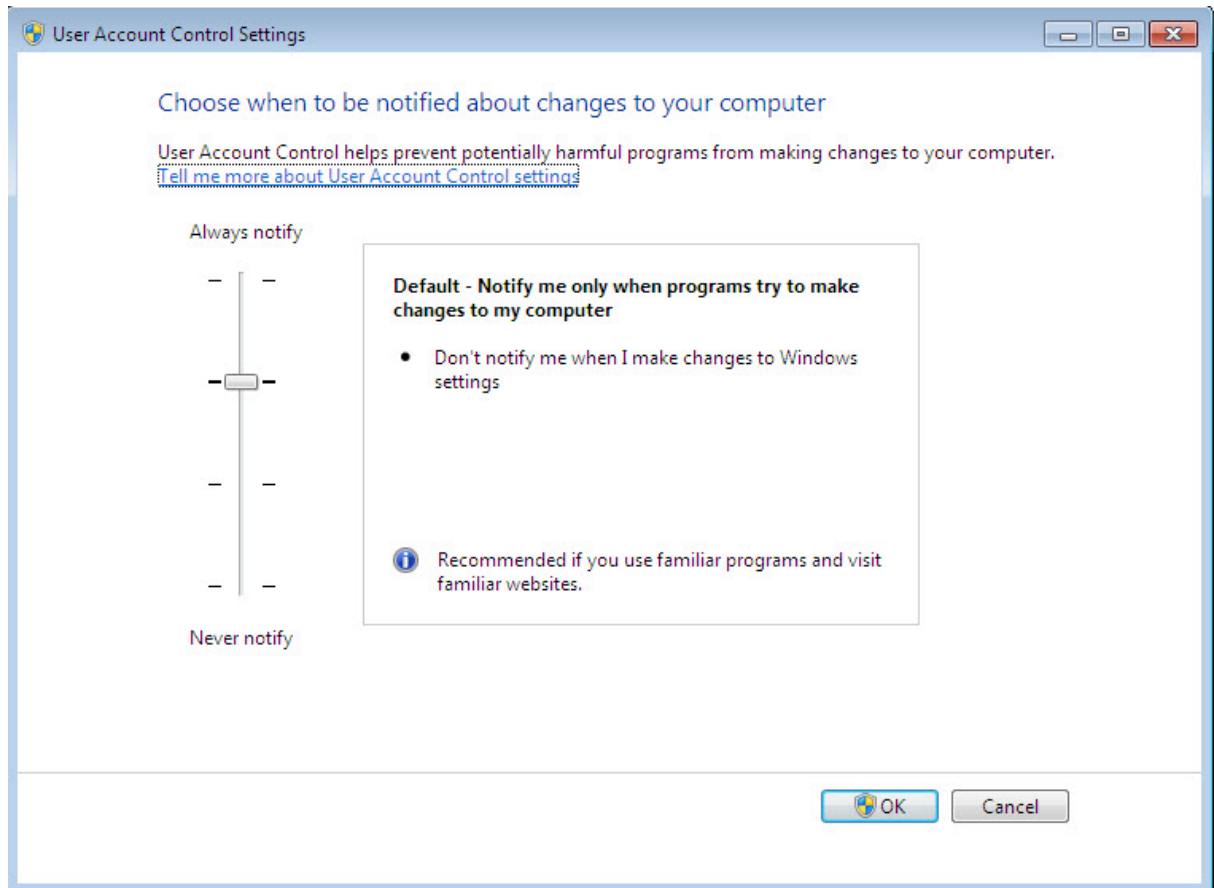 User Account Control Settings
Choose when to be notified about changes to your computer
User Account Control helps prevent potentially harmful programs from making changes to your computer.
Tell me more about User Account Control settings
Always notify
Default - Notify me only when programs try to make
changes to my computer
• Don't notify me when I make changes to Windows
settings
Recommended if you use familiar programs and visit
familiar websites.
Never notify
OK
Cancel